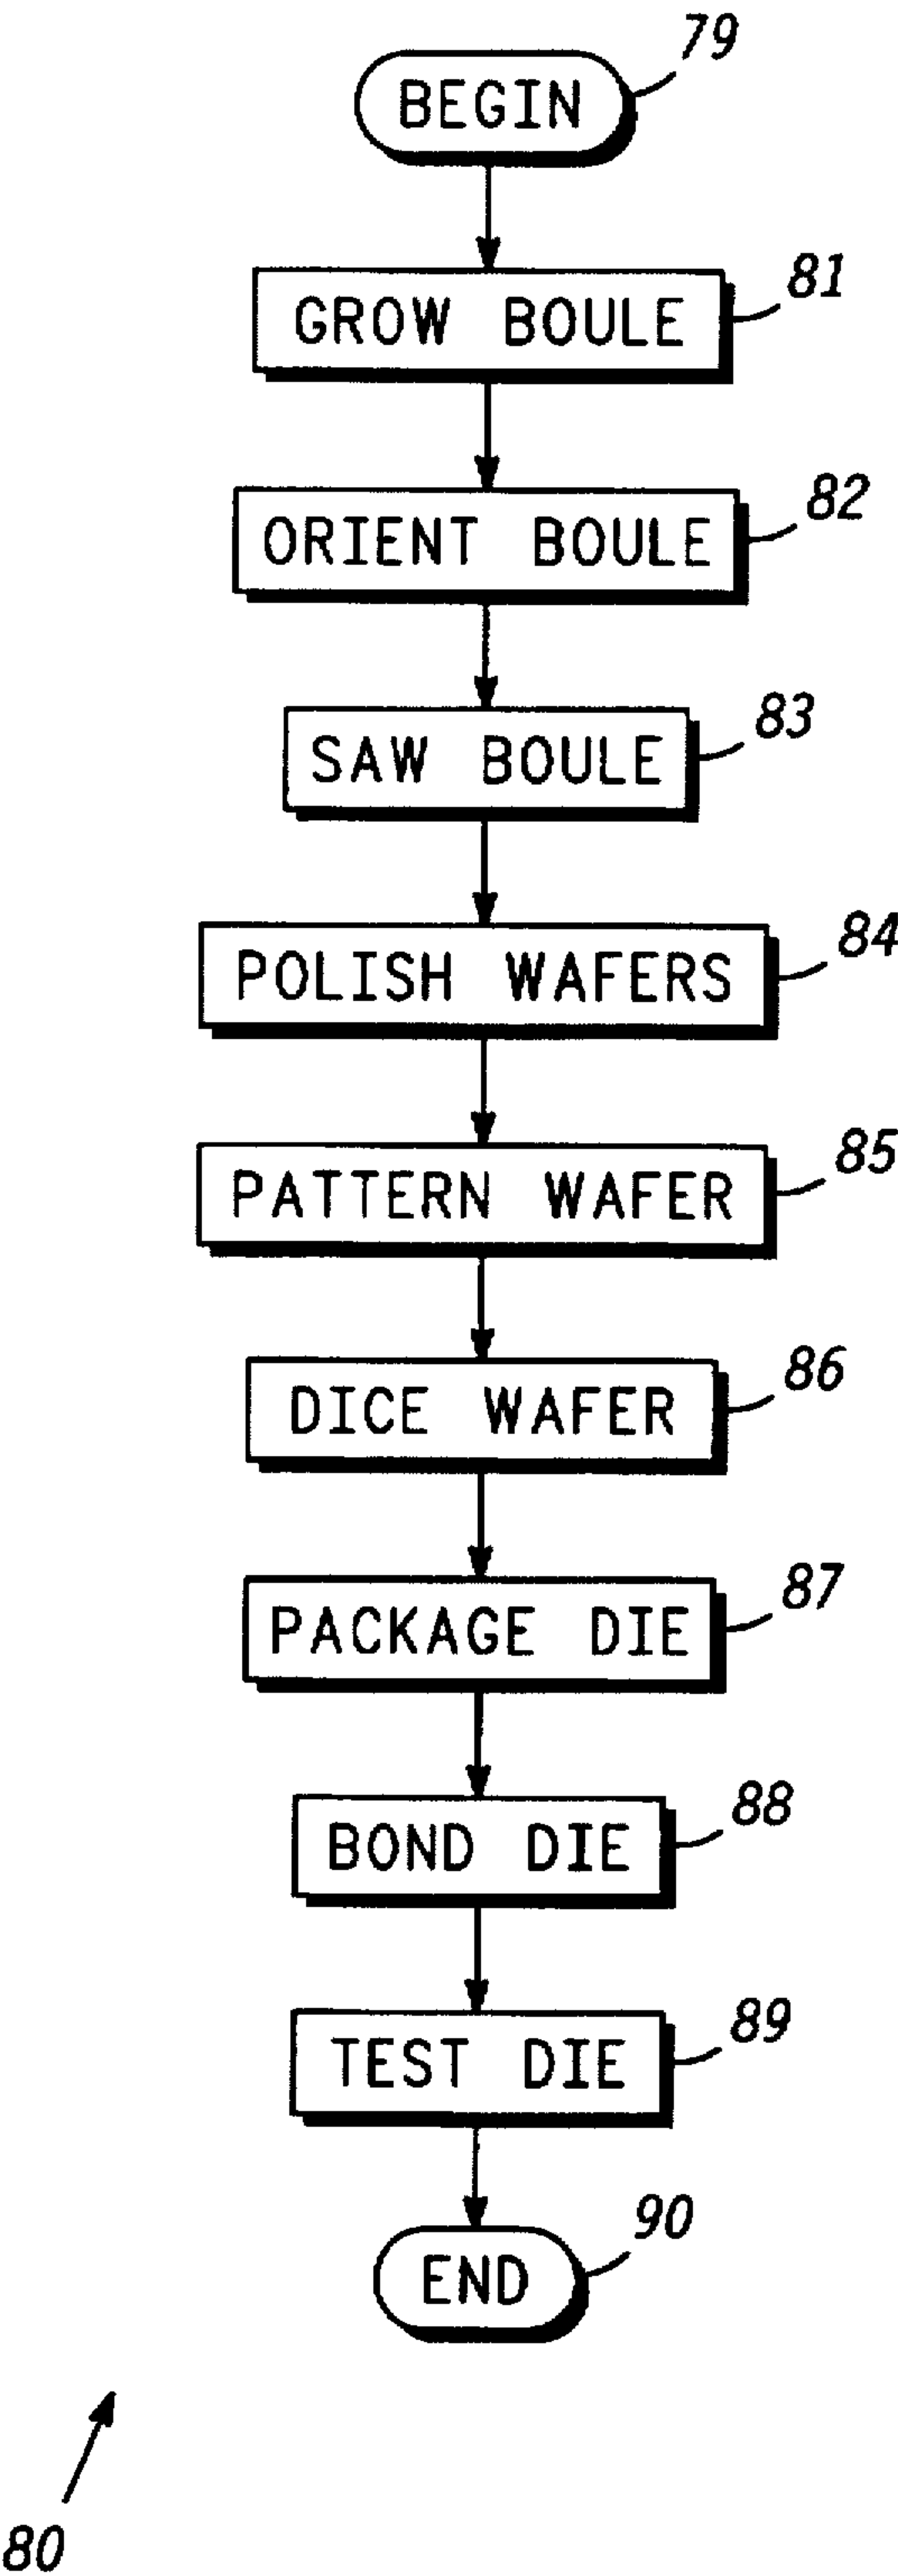 79
BEGIN
81
GROW BOULE
82
ORIENT BOULE
83
SAW BOULE
84
POLISH WAFERS
85
PATTERN WAFER
86
DICE WAFER
87
PACKAGE DIE
88
BOND DIE
89
TEST DIE
90
END
80